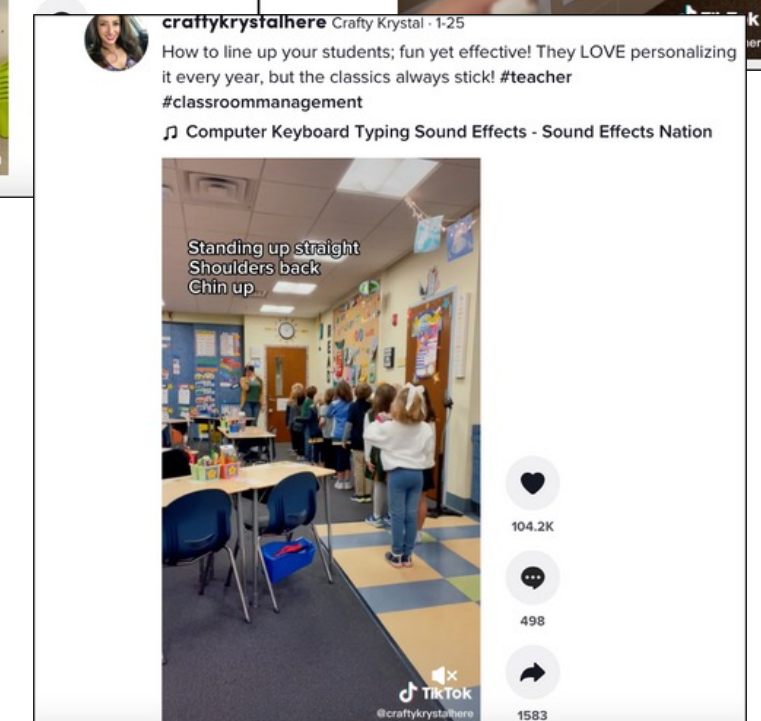 craftykrystalhere Crafty Krystal · 1-25
How to line up your students; fun yet effective! They LOVE personalizing
it every year, but the classics always stick! #teacher
#classroommanagement
♫ Computer Keyboard Typing Sound Effects - Sound Effects Nation
Standing up straight
Shoulders back
Chin up
READ
104.2K
498
TikTok
@craftykrystalhere
1583